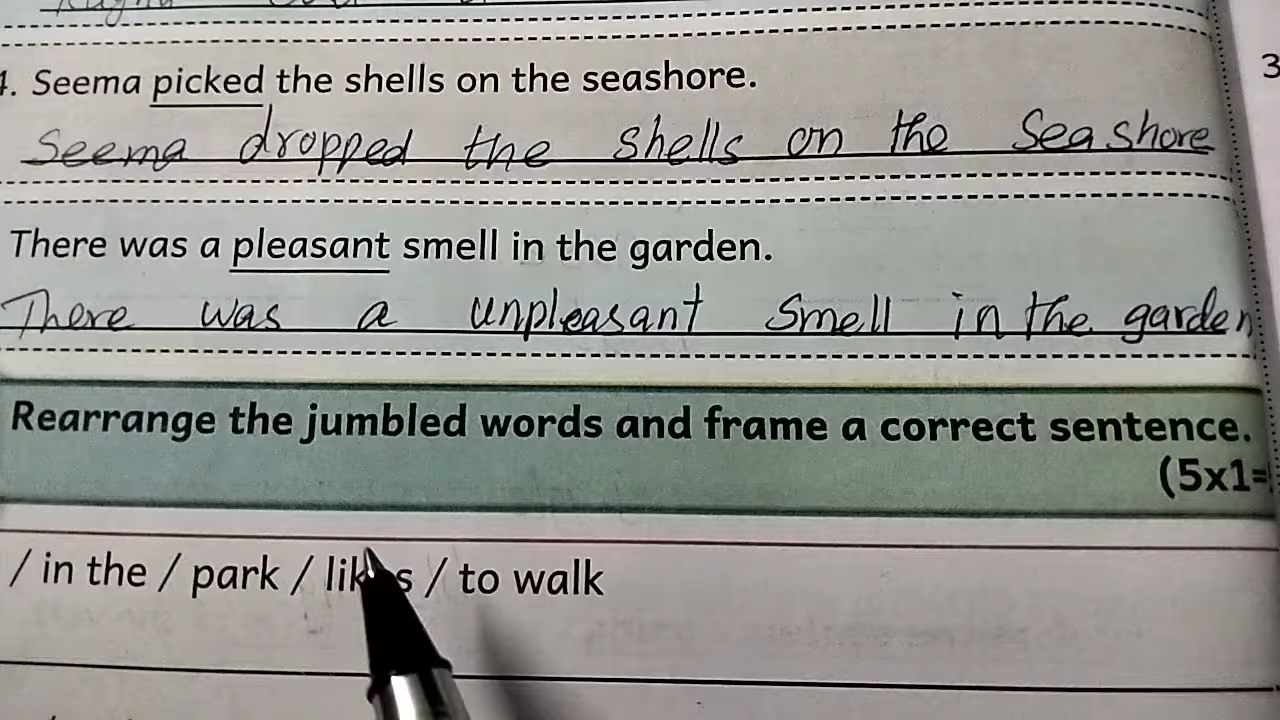 4. Seema picked the shells on the seashore. 3
Seema dropped the shells on the Seashore
There was a pleasant smell in the garden.
There was a unpleasant Smell in the garden
Rearrange the jumbled words and frame a correct sentence.
(5x1=
/ in the / park / likes / to walk